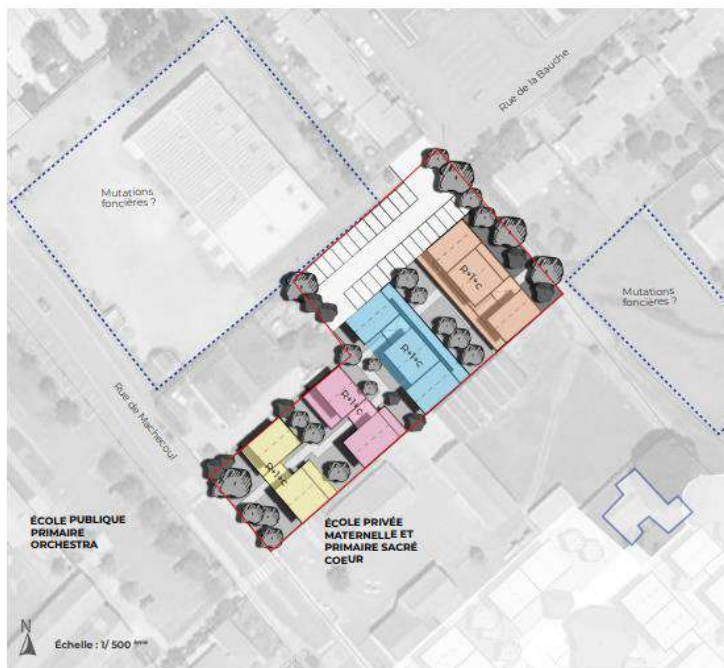 Rue de la Bauche
Mutations
foncières ?
R+1+c
Mutations
foncières ?
R+1+c
R+1+c
Rue de Machecoul
R+1+c
ÉCOLE PUBLIQUE
PRIMAIRE
ORCHESTRA
ÉCOLE PRIVÉE
MATERNELLE ET
PRIMAIRE SACRÉ
COEUR
N
Échelle : 1/ 500 ème